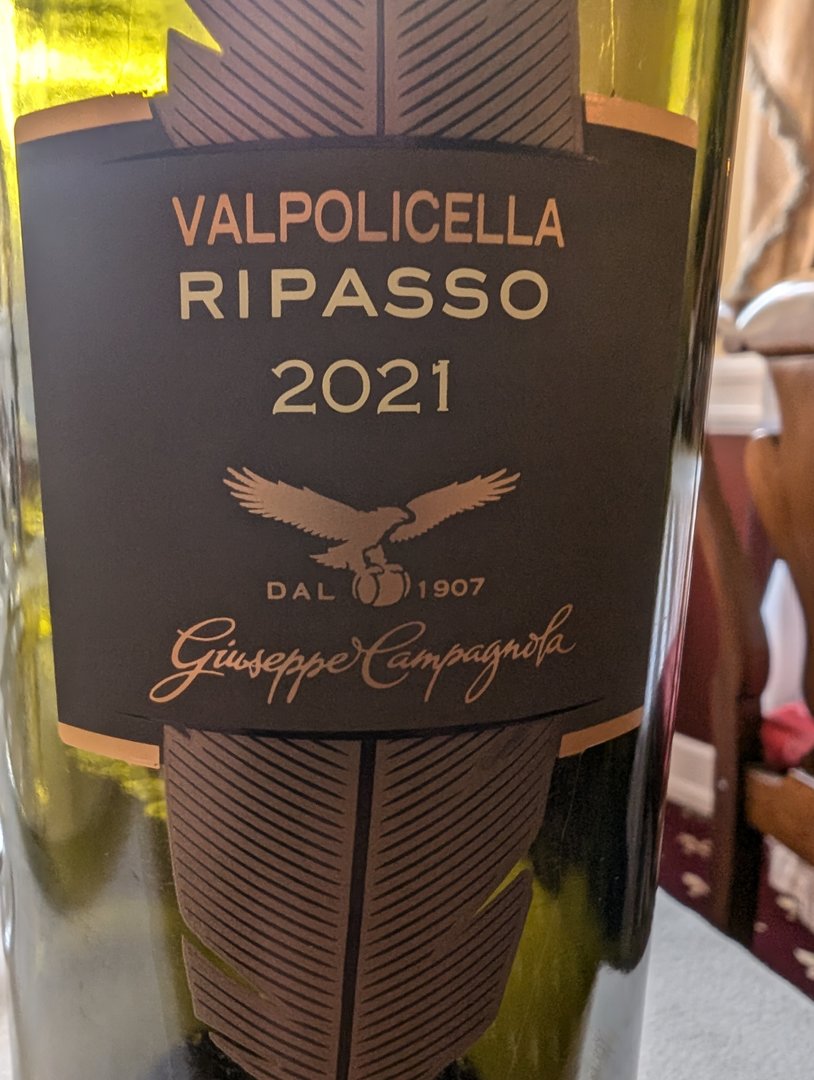 VALPOLICELLA
RIPASSO
2021
DAL 1907
Giuseppe Campagnola